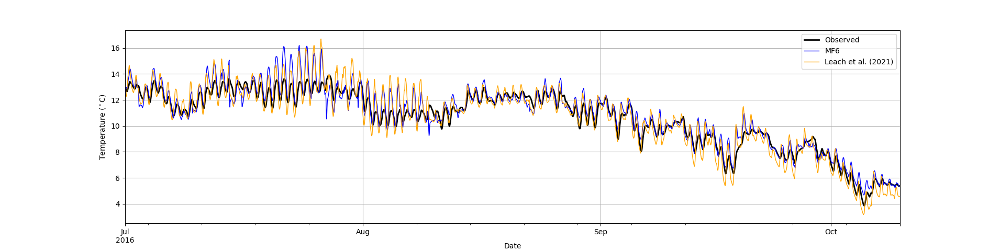 16
14
12
10
8
6
4
Temperature (°C)
Observed
MF6
Leach et al. (2021)
Jul Aug Sep Oct
2016
Date